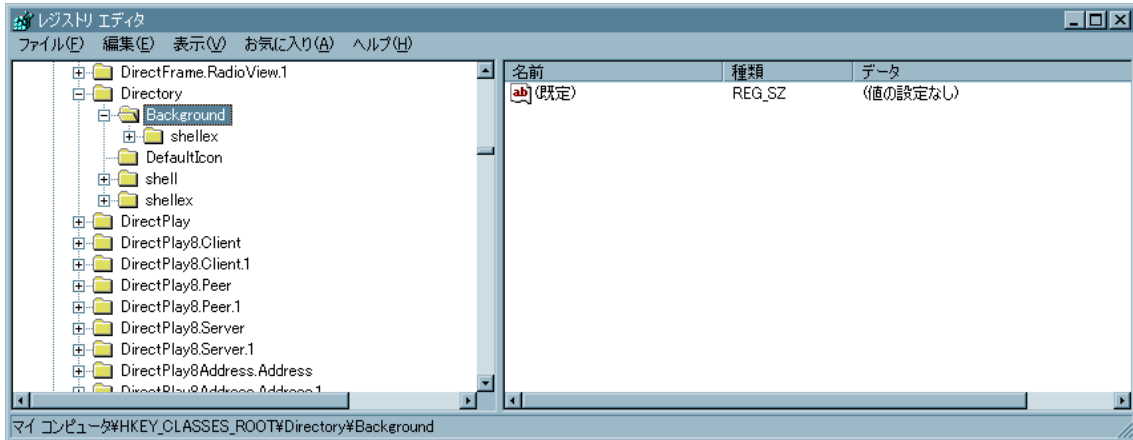 レジストリ エディタ
ファイル(F) 編集(E) 表示(V) お気に入り(A) ヘルプ(H)
DirectFrame.RadioView.1
Directory
Background
shellex
DefaultIcon
shell
shellex
DirectPlay
DirectPlay8.Client
DirectPlay8.Client.1
DirectPlay8.Peer
DirectPlay8.Peer.1
DirectPlay8.Server
DirectPlay8.Server.1
DirectPlay8Address.Address
DirectPlay8Address.Address.1
名前 種類 データ
ab (既定) REG_SZ (値の設定なし)
マイ コンピュータ¥HKEY_CLASSES_ROOT¥Directory¥Background